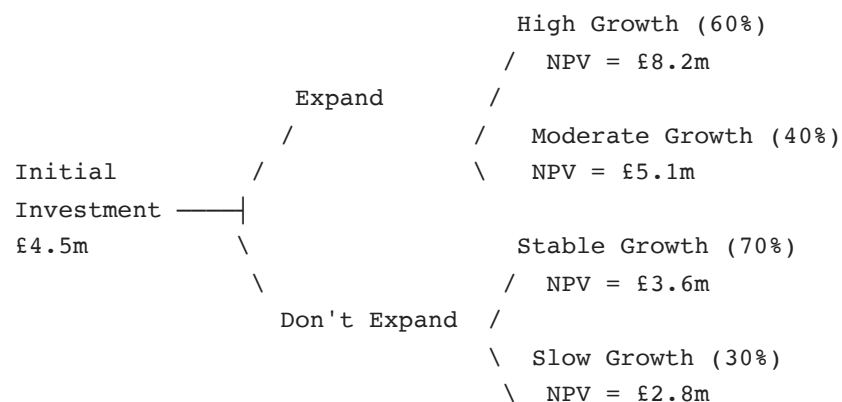 High Growth (60%)
NPV = £8.2m
Expand
Moderate Growth (40%)
Initial
NPV = £5.1m
Investment
£4.5m
Stable Growth (70%)
NPV = £3.6m
Don't Expand
Slow Growth (30%)
NPV = £2.8m